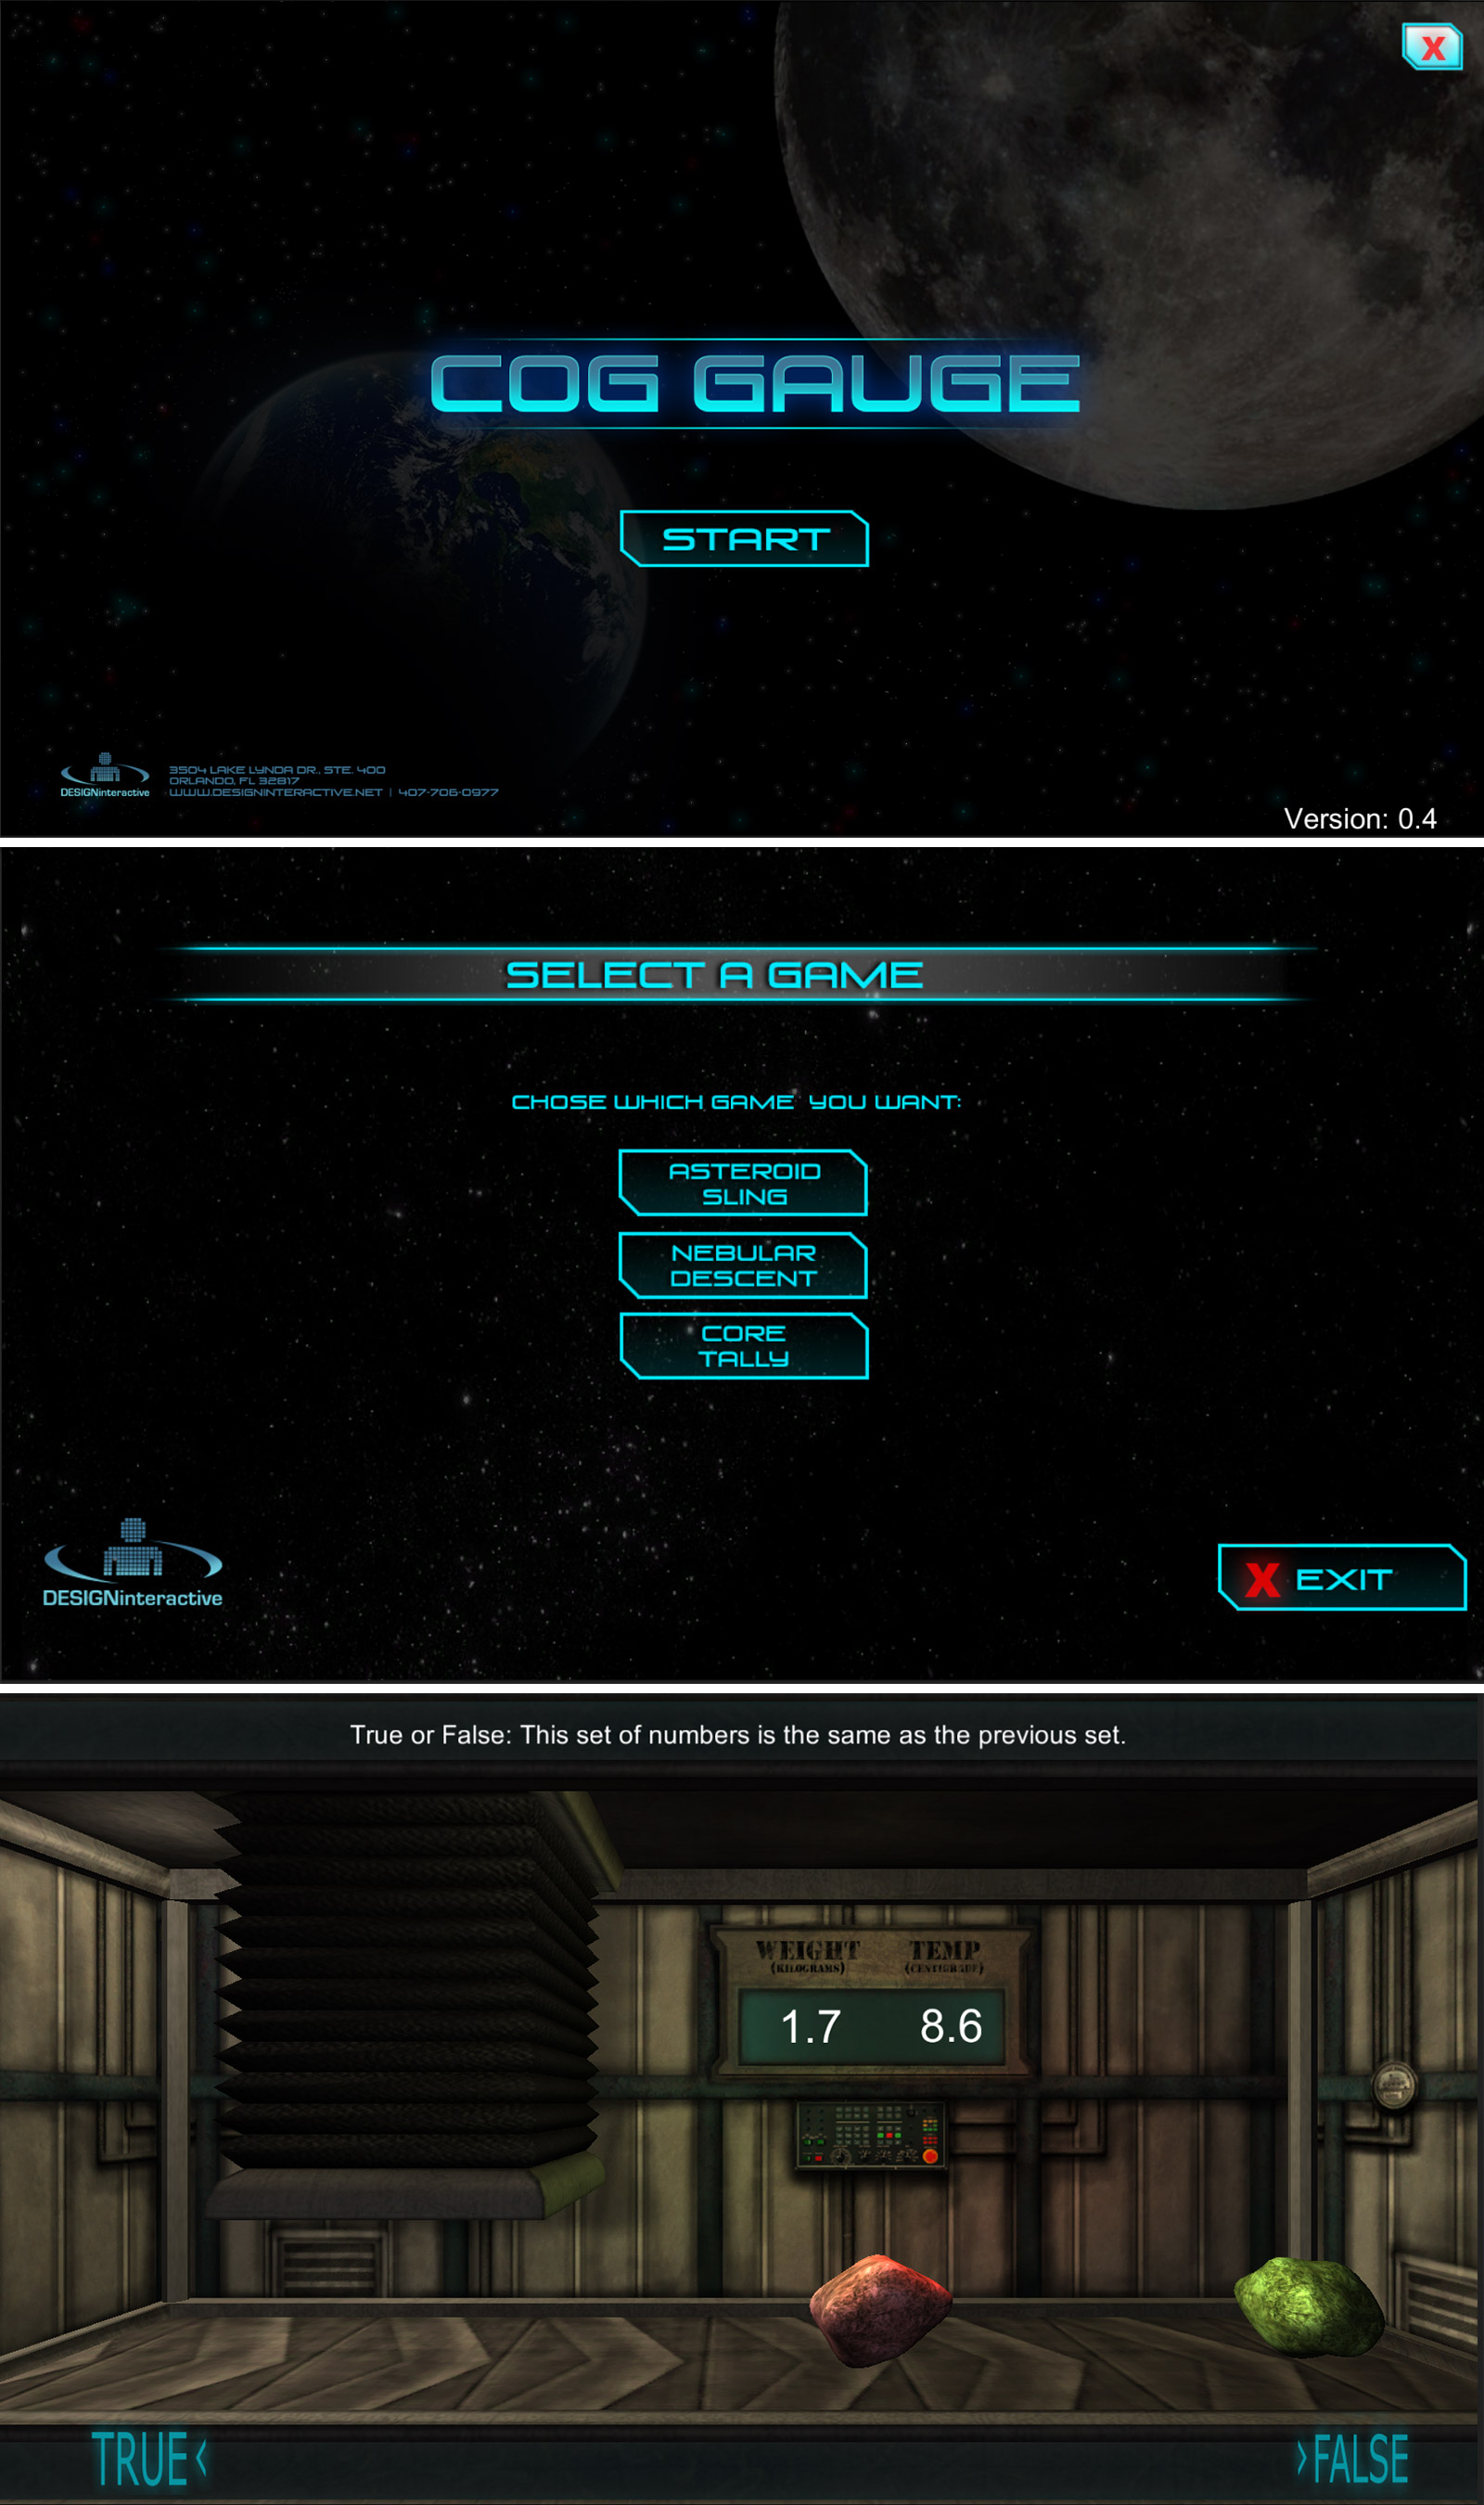 X
COG GAUGE
START
DESIGNinteractive
3504 LAKE LYNDA DR., STE. 400
ORLANDO, FL 32817
WWW.DESIGNINTERACTIVE.NET | 407-706-0977
Version: 0.4
SELECT A GAME
CHOSE WHICH GAME YOU WANT:
ASTEROID
SLING
NEBULAR
DESCENT
CORE
TALLY
DESIGNinteractive
X EXIT
True or False: This set of numbers is the same as the previous set.
WEIGHT TEMP
(KILOGRAMS) (CENTIGRADE)
1.7 8.6
TRUE< >FALSE